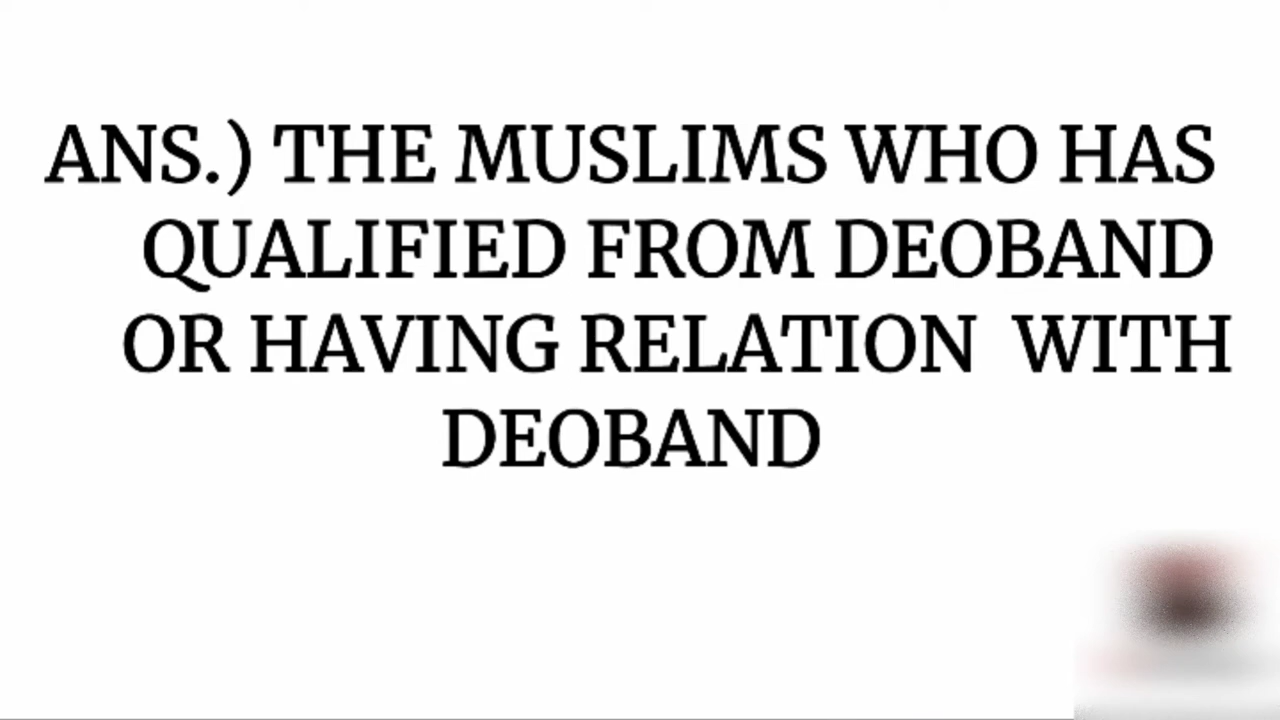 ANS.) THE MUSLIMS WHO HAS
QUALIFIED FROM DEOBAND
OR HAVING RELATION WITH
DEOBAND